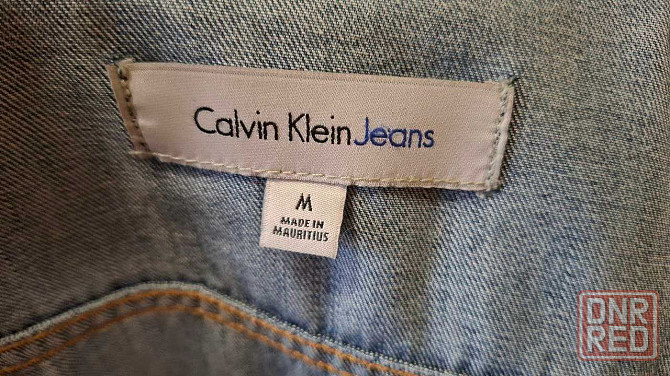 Calvin Klein Jeans
M
MADE IN
MAURITIUS
DNR
RED